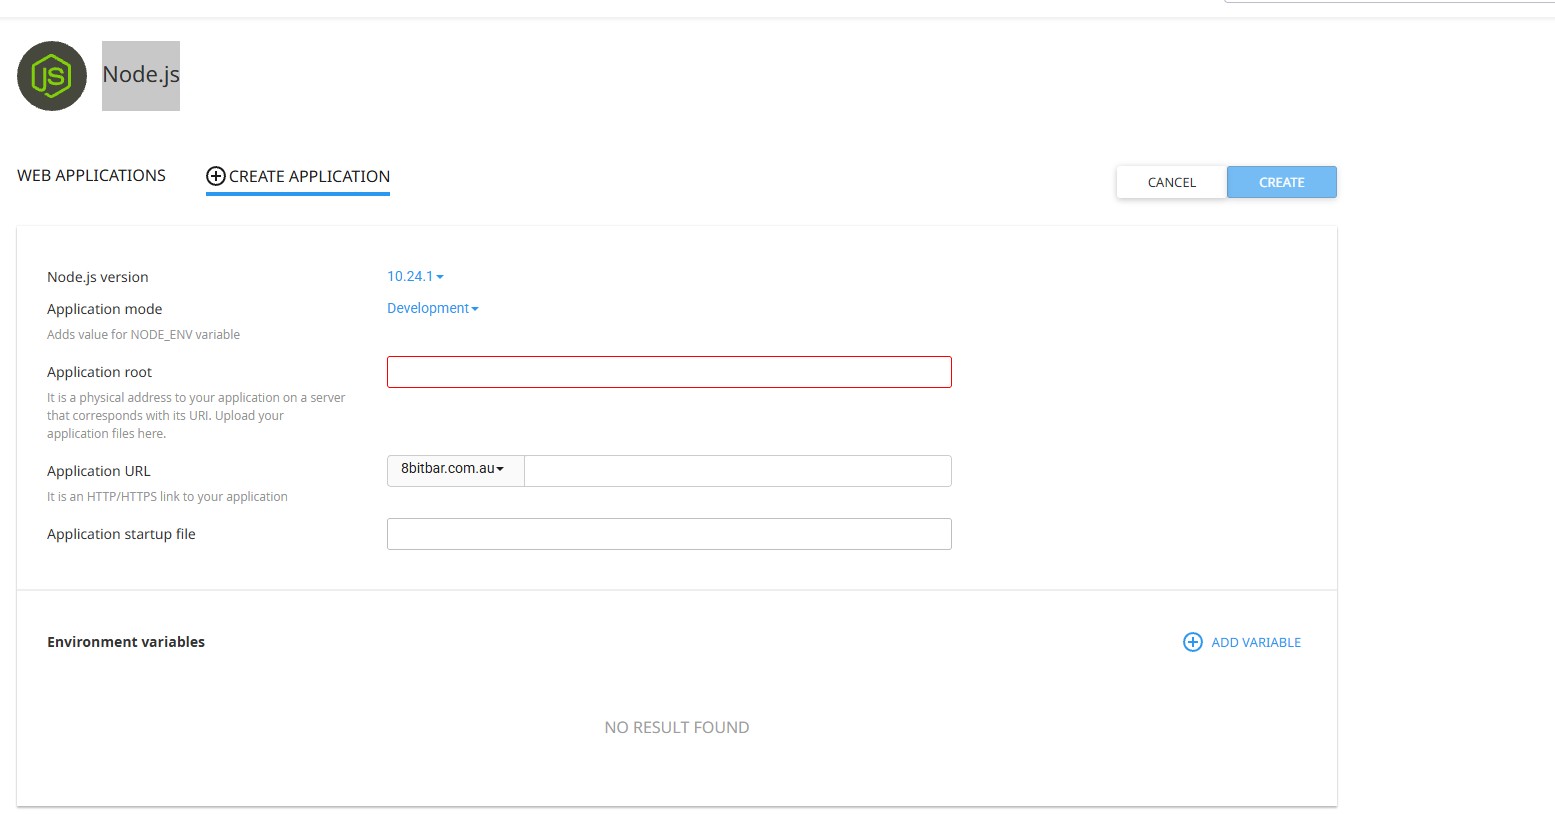 JS
Node.js
WEB APPLICATIONS
CREATE APPLICATION
CANCEL
CREATE
Node.js version
10.24.1
Application mode
Development
Adds value for NODE_ENV variable
Application root
It is a physical address to your application on a server
that corresponds with its URI. Upload your
application files here.
Application URL
8bitbar.com.au
It is an HTTP/HTTPS link to your application
Application startup file
Environment variables
ADD VARIABLE
NO RESULT FOUND